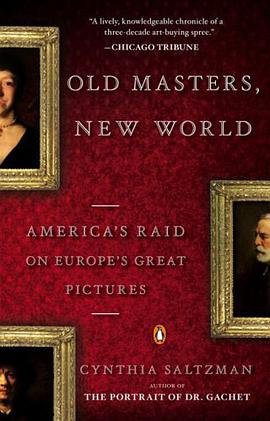 "A lively, knowledgeable chronicle of a
three-decade art-buying spree."
—CHICAGO TRIBUNE
OLD MASTERS,
NEW WORLD
AMERICA'S RAID
ON EUROPE'S GREAT
PICTURES
CYNTHIA SALTZMAN
AUTHOR OF
THE PORTRAIT OF DR. GACHET